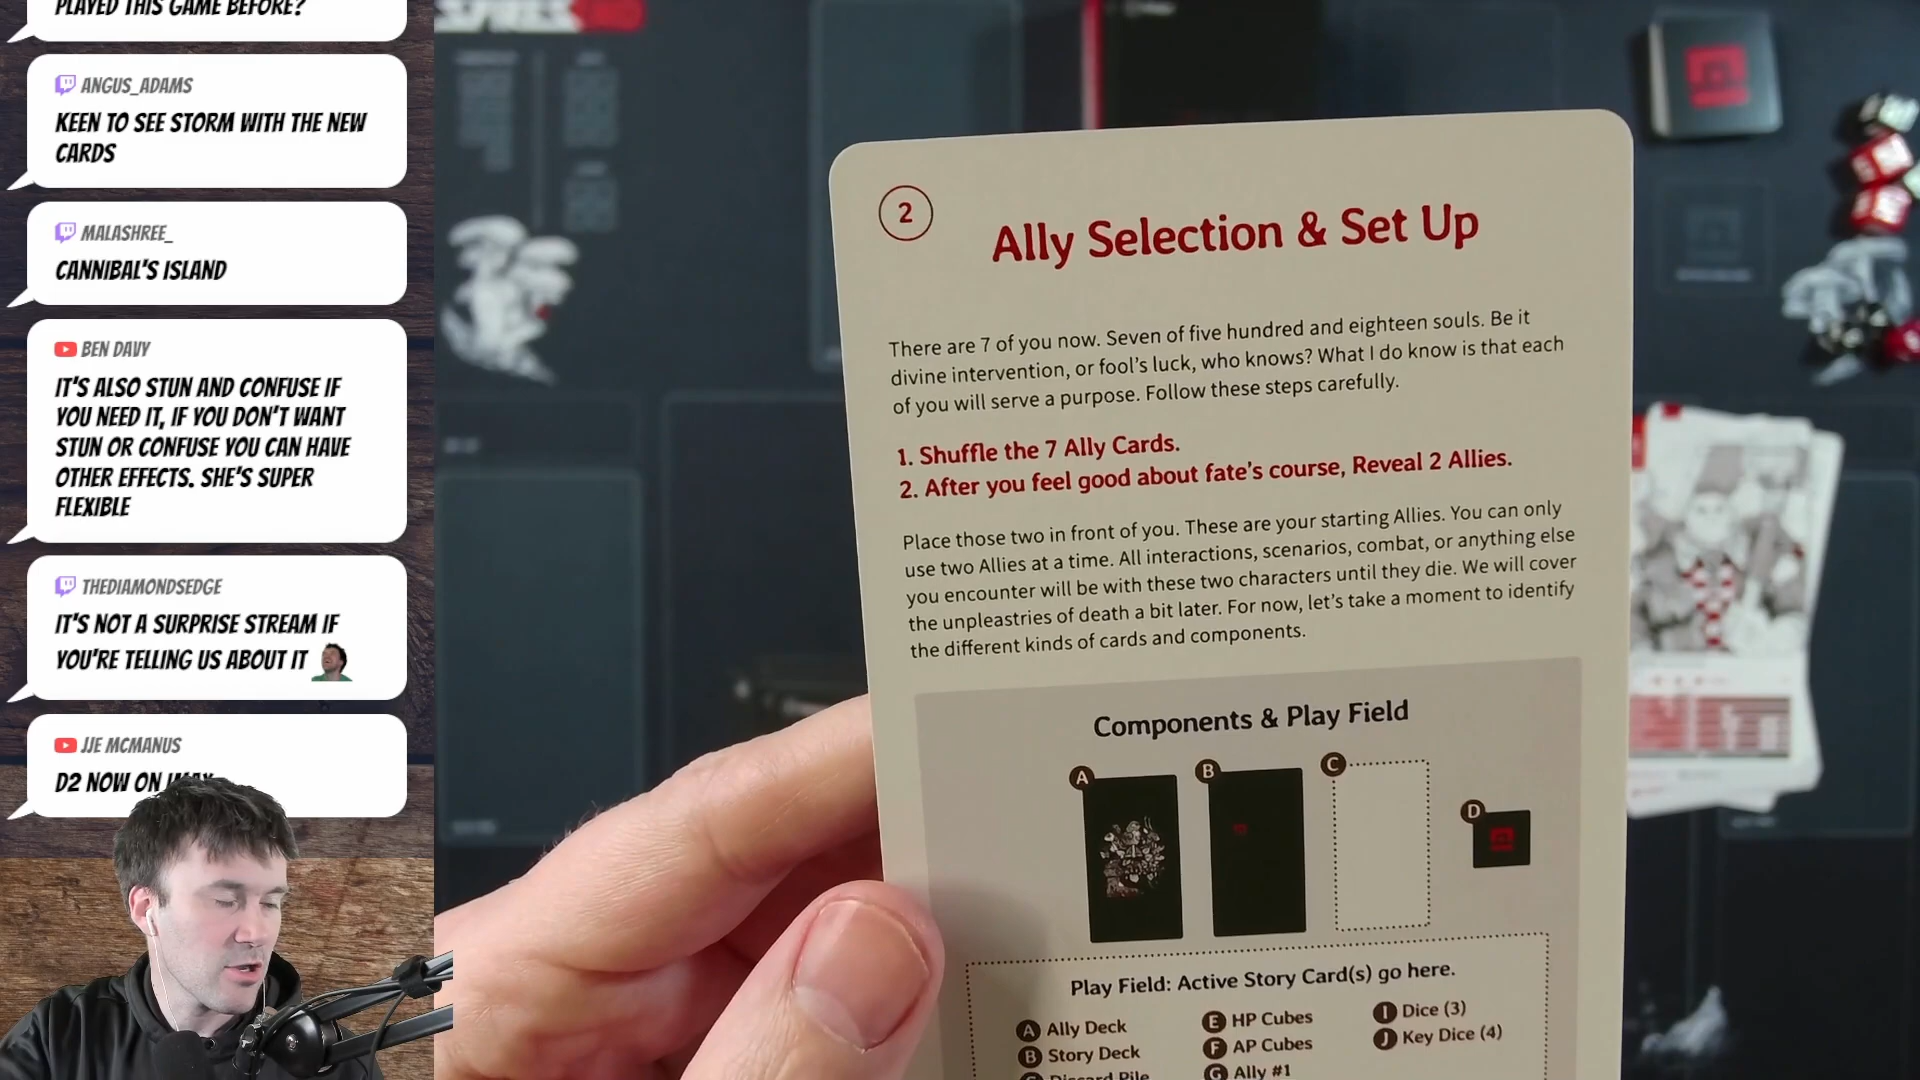 PLAYED THIS GAME BEFORE?
ANGUS_ADAMS
KEEN TO SEE STORM WITH THE NEW
CARDS
MALASHREE_
CANNIBAL'S ISLAND
BEN DAVY
IT'S ALSO STUN AND CONFUSE IF
YOU NEED IT, IF YOU DON'T WANT
STUN OR CONFUSE YOU CAN HAVE
OTHER EFFECTS. SHE'S SUPER
FLEXIBLE
THEDIAMONDSEDGE
IT'S NOT A SURPRISE STREAM IF
YOU'RE TELLING US ABOUT IT
JJE MCMANUS
D2 NOW ON IMAX
2
Ally Selection & Set Up
There are 7 of you now. Seven of five hundred and eighteen souls. Be it
divine intervention, or fool's luck, who knows? What I do know is that each
of you will serve a purpose. Follow these steps carefully.
1. Shuffle the 7 Ally Cards.
2. After you feel good about fate's course, Reveal 2 Allies.
Place those two in front of you. These are your starting Allies. You can only
use two Allies at a time. All interactions, scenarios, combat, or anything else
you encounter will be with these two characters until they die. We will cover
the unpleastries of death a bit later. For now, let's take a moment to identify
the different kinds of cards and components.
Components & Play Field
A
B
C
D
Play Field: Active Story Card(s) go here.
A Ally Deck
B Story Deck
C Discard Pile
E HP Cubes
F AP Cubes
G Ally #1
I Dice (3)
J Key Dice (4)